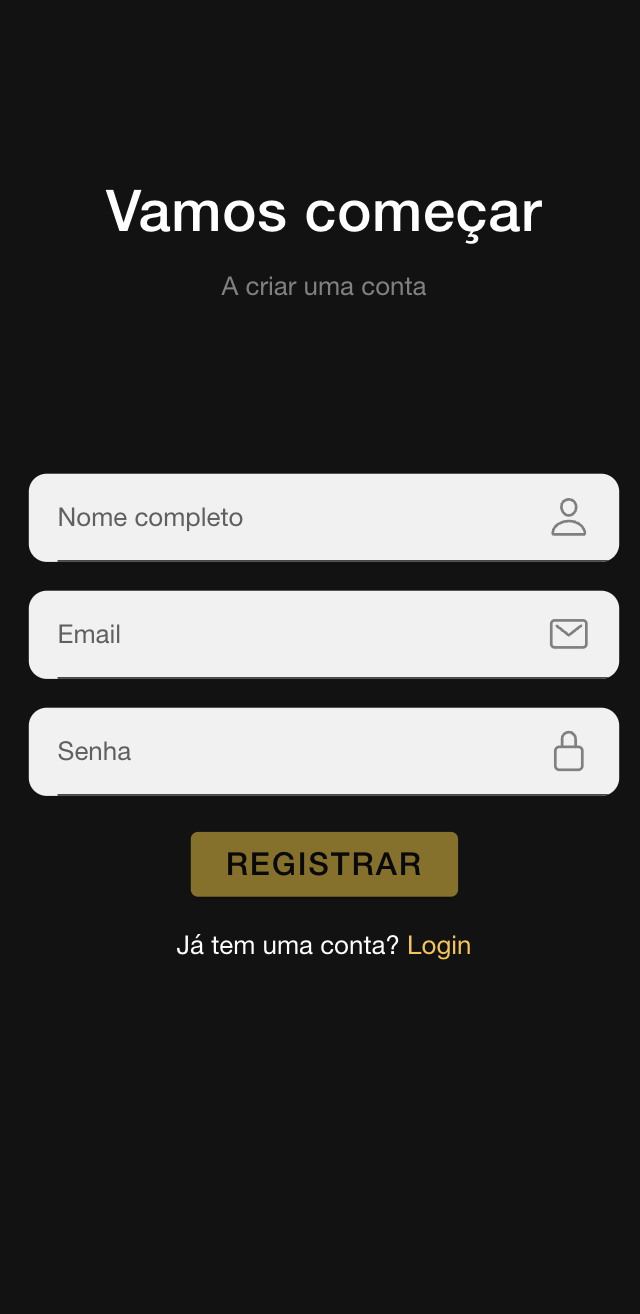 Vamos começar
A criar uma conta
Nome completo
Email
Senha
REGISTRAR
Já tem uma conta? Login